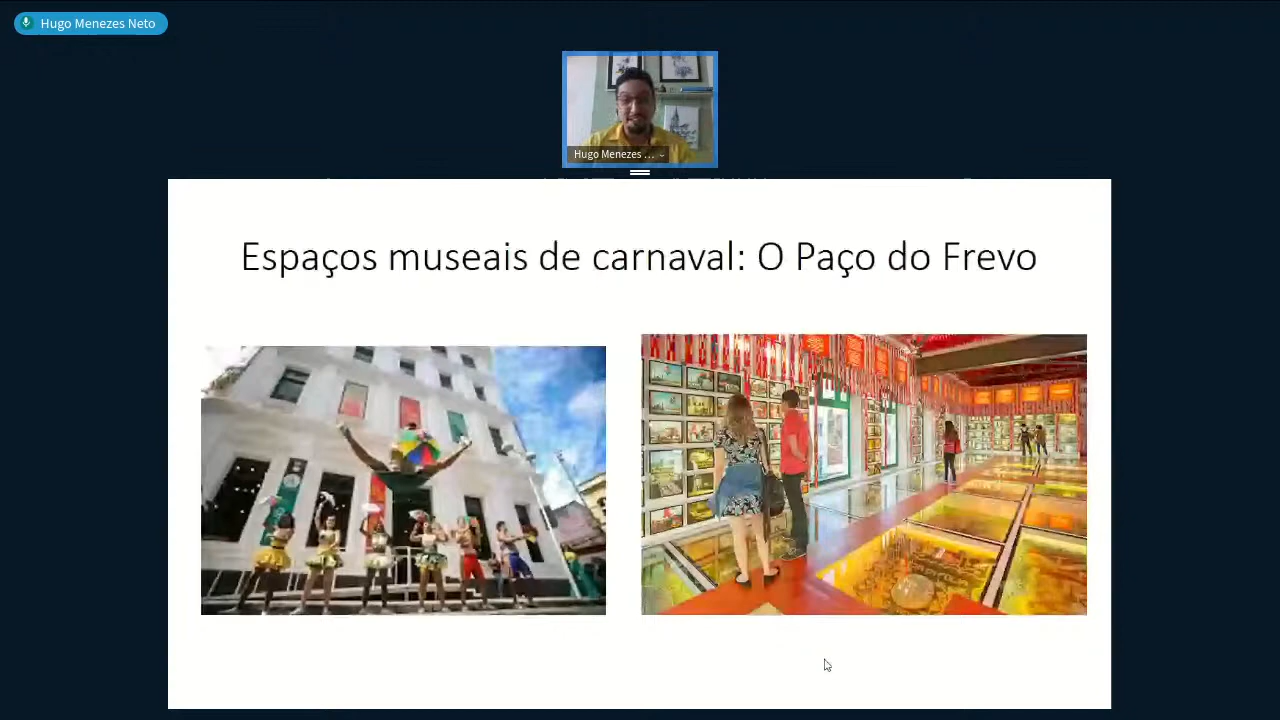 Hugo Menezes Neto
Hugo Menezes ...
Espaços museais de carnaval: O Paço do Frevo